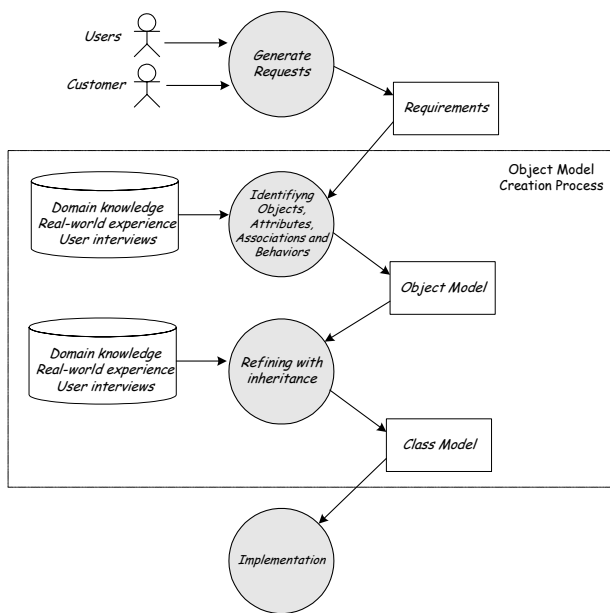 Users
Customer
Generate
Requests
Requirements
Object Model
Creation Process
Domain knowledge
Real-world experience
User interviews
Identifiyng
Objects,
Attributes,
Associations and
Behaviors
Object Model
Domain knowledge
Real-world experience
User interviews
Refining with
inheritance
Class Model
Implementation